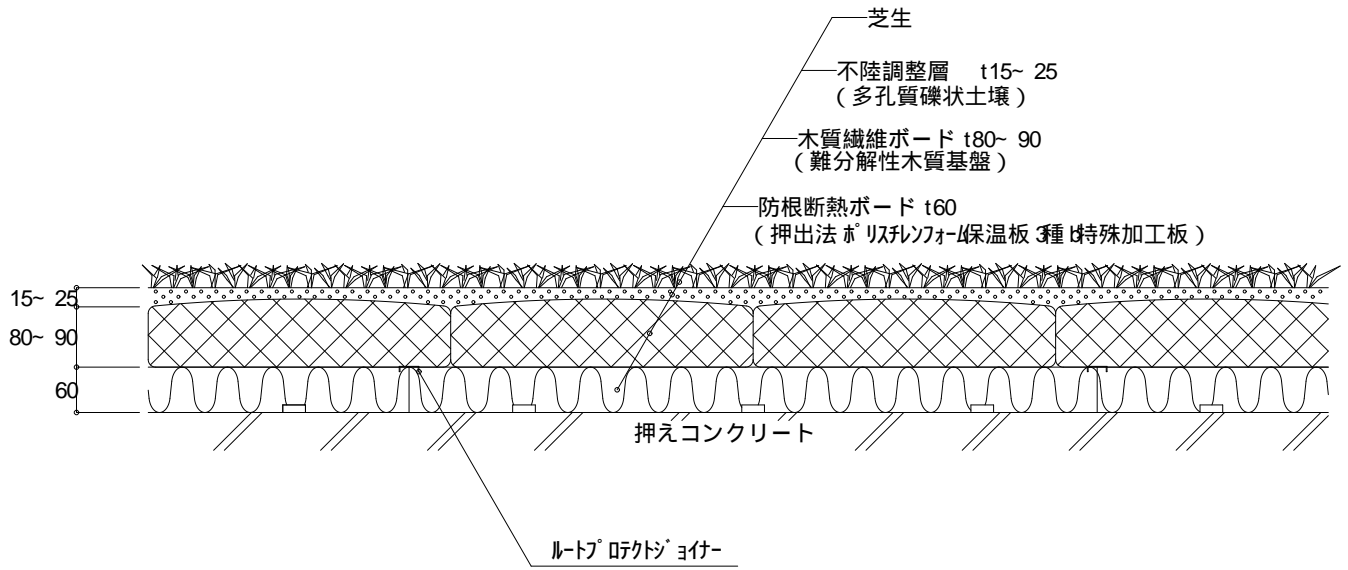 芝生
不陸調整層 t15~ 25
（多孔質礫状土壌）
木質繊維ボード t80~ 90
（難分解性木質基盤）
防根断熱ボード t60
（押出法ﾎﾟﾘｽﾁﾚﾝﾌｫｰﾑ保温板3種b特殊加工板）
15~ 25
80~ 90
60
押えコンクリート
ﾙｰﾄﾌﾟﾛﾃｸﾄｼﾞｮｲﾅｰ